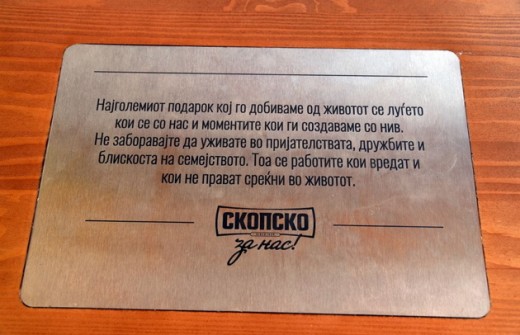 Најголемиот подарок кој го добиваме од животот се луѓето
кои се со нас и моментите кои ги создаваме со нив.
Не заборавајте да уживате во пријателствата, дружбите и
блискоста на семејството. Тоа се работите кои вредат и
кои не прават среќни во животот.
СКОПСКО
за нас!